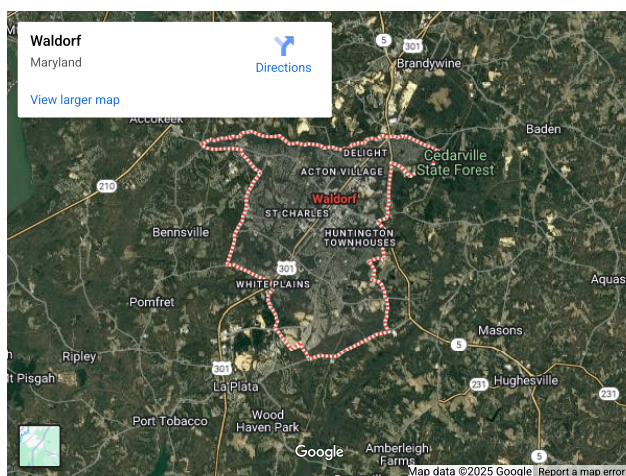 Waldorf
Maryland
Directions
View larger map
5
301
Brandywine
Accokeek
Baden
DELIGHT
Cedarville
State Forest
ACTON VILLAGE
210
Waldorf
ST CHARLES
Bennsville
HUNTINGTON
TOWNHOUSES
301
Aquas
WHITE PLAINS
Pomfret
Masons
5
Ripley
h
301
Hughesville
lt Pisgah
La Plata
231
231
Port Tobacco
Wood
Haven Park
Google
Amberleigh
Farms
5
Map data ©2025 Google
Report a map error